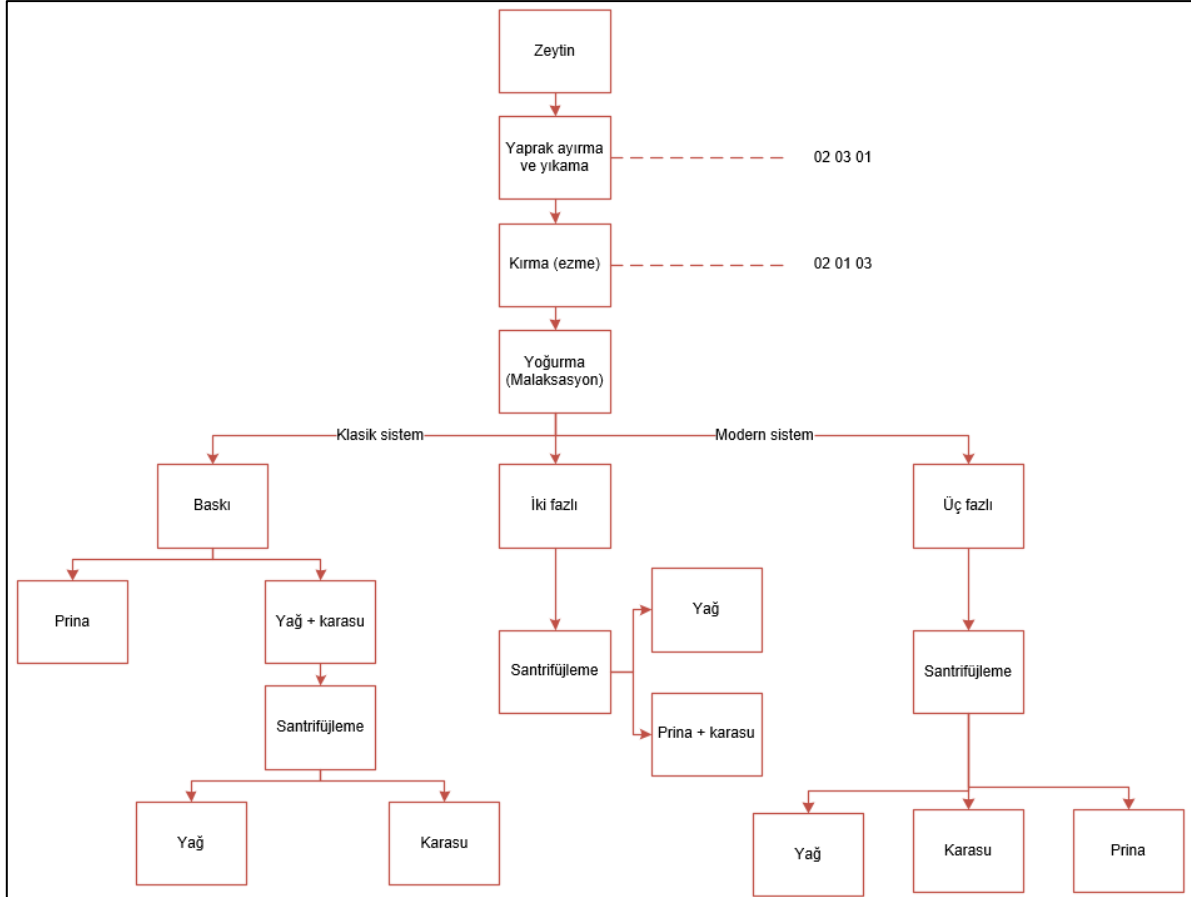 Zeytin
Yaprak ayırma
ve yıkama
02 03 01
Kırma (ezme)
02 01 03
Yoğurma
(Malaksasyon)
Klasik sistem
Modern sistem
Baskı
İki fazlı
Üç fazlı
Prina
Yağ + karasu
Yağ
Santrifüjleme
Santrifüjleme
Santrifüjleme
Prina + karasu
Yağ
Karasu
Yağ
Karasu
Prina